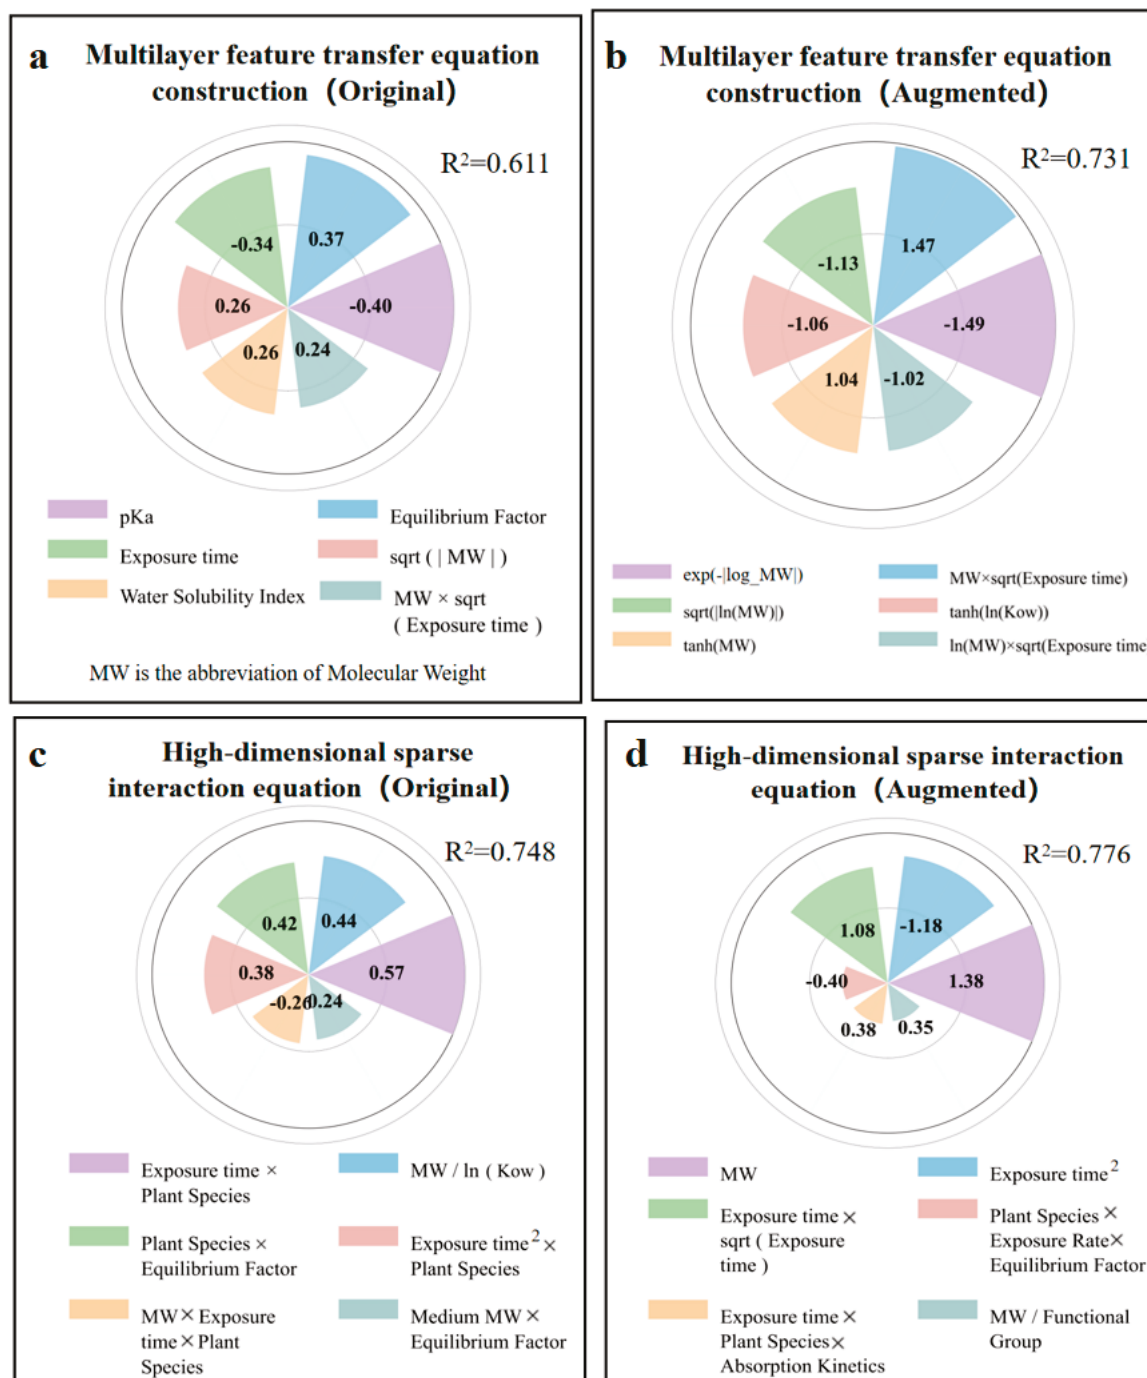 a
Multilayer feature transfer equation
construction (Original)
R²=0.611
-0.34
0.37
0.26
-0.40
0.26
0.24
pKa
Equilibrium Factor
Exposure time
sqrt ( | MW | )
Water Solubility Index
MW × sqrt
( Exposure time )
MW is the abbreviation of Molecular Weight
b
Multilayer feature transfer equation
construction (Augmented)
R²=0.731
1.47
-1.13
-1.06
-1.49
1.04
-1.02
exp(-|log_MW|)
MW×sqrt(Exposure time)
sqrt(|ln(MW)|)
tanh(ln(Kow))
tanh(MW)
ln(MW)×sqrt(Exposure time
c
High-dimensional sparse
interaction equation (Original)
R²=0.748
0.42
0.44
0.38
0.57
-0.26
0.24
Exposure time ×
Plant Species
MW / ln ( Kow )
Plant Species ×
Equilibrium Factor
Exposure time² ×
Plant Species
MW × Exposure
time × Plant
Species
Medium MW ×
Equilibrium Factor
d
High-dimensional sparse interaction
equation (Augmented)
R²=0.776
1.08
-1.18
-0.40
1.38
0.38
0.35
MW
Exposure time²
Exposure time ×
sqrt ( Exposure
time )
Plant Species ×
Exposure Rate×
Equilibrium Factor
Exposure time ×
Plant Species×
Absorption Kinetics
MW / Functional
Group